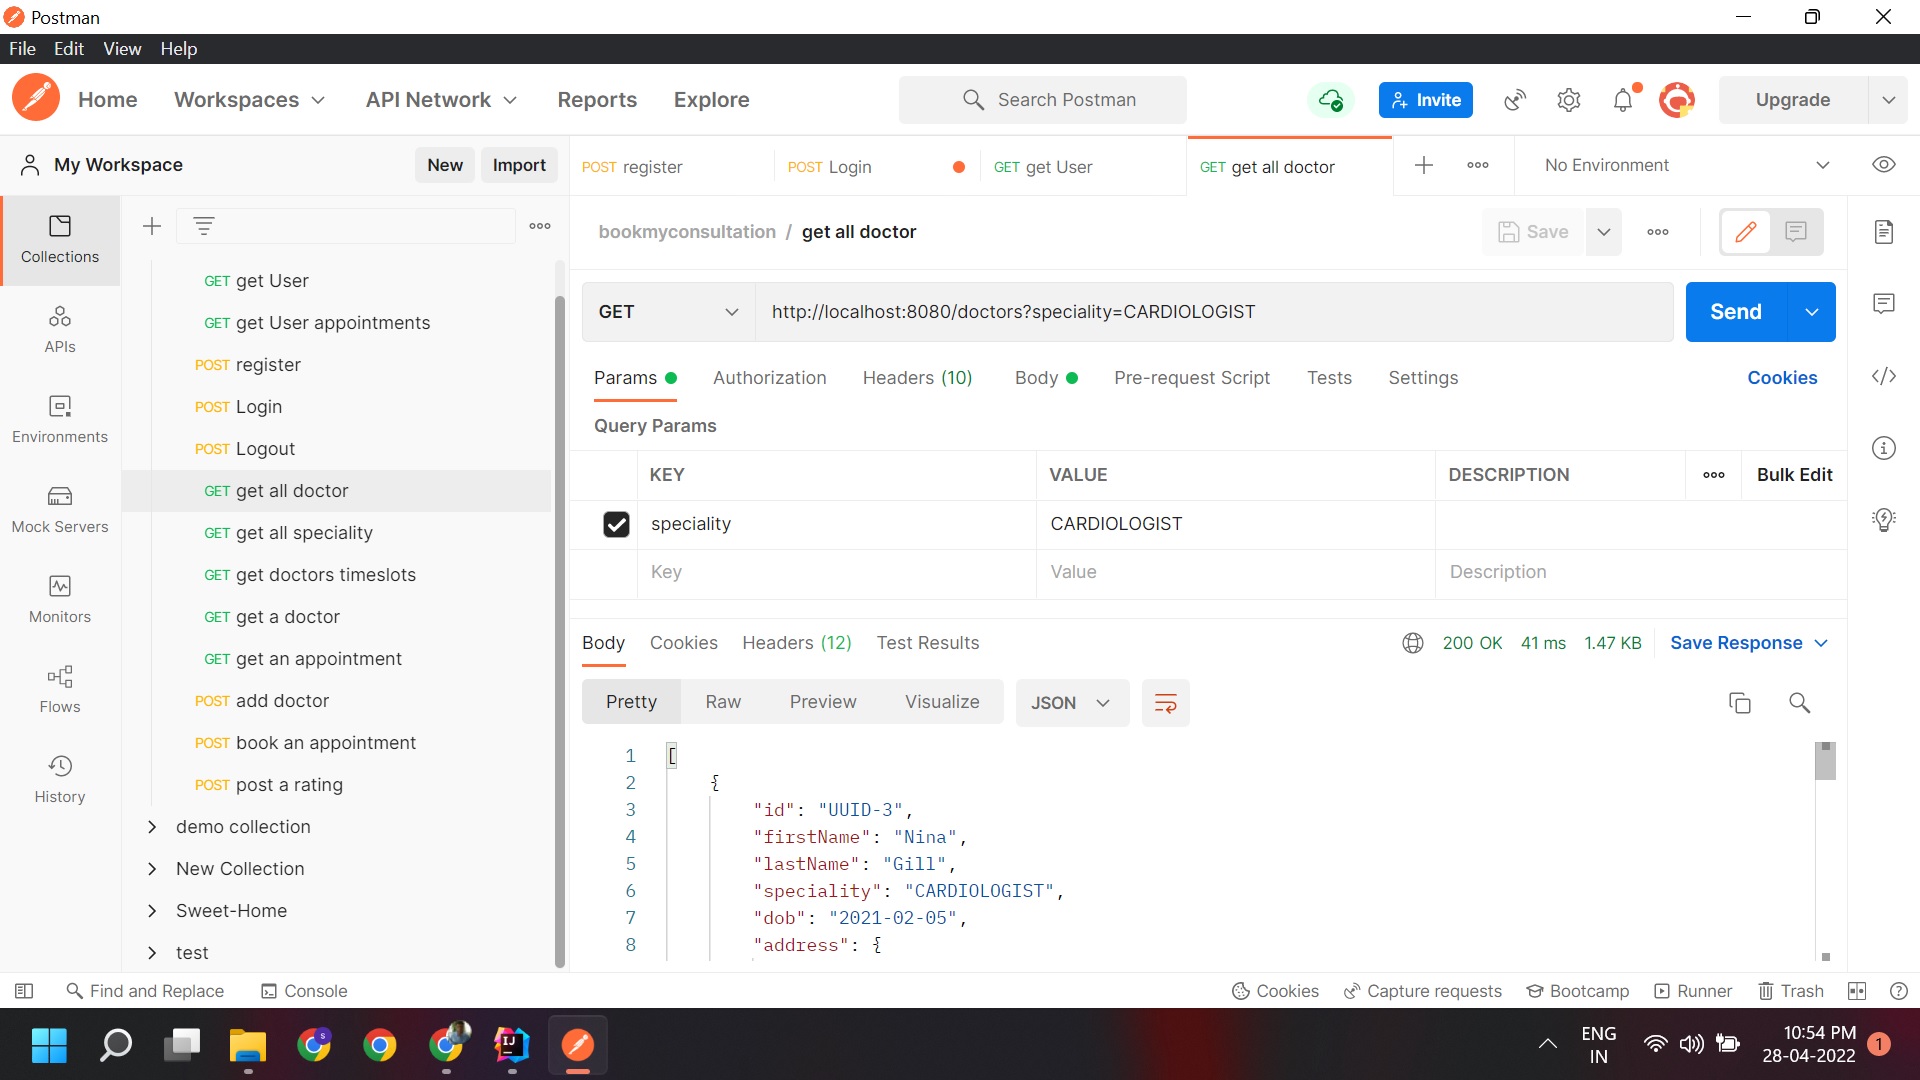 Postman
File Edit View Help
Home Workspaces API Network Reports Explore Search Postman Invite Upgrade
My Workspace New Import POST register POST Login GET get User GET get all doctor No Environment
bookmyconsultation / get all doctor Save
Collections
APIs
Environments
Mock Servers
Monitors
Flows
History
GET get User
GET get User appointments
POST register
POST Login
POST Logout
GET get all doctor
GET get all speciality
GET get doctors timeslots
GET get a doctor
GET get an appointment
POST add doctor
POST book an appointment
POST post a rating
demo collection
New Collection
Sweet-Home
test
GET http://localhost:8080/doctors?speciality=CARDIOLOGIST Send
Params Authorization Headers (10) Body Pre-request Script Tests Settings Cookies
Query Params
KEY VALUE DESCRIPTION Bulk Edit
speciality CARDIOLOGIST
Key Value Description
Body Cookies Headers (12) Test Results 200 OK 41 ms 1.47 KB Save Response
Pretty Raw Preview Visualize JSON
1 [
2 {
3 "id": "UUID-3",
4 "firstName": "Nina",
5 "lastName": "Gill",
6 "speciality": "CARDIOLOGIST",
7 "dob": "2021-02-05",
8 "address": {
Find and Replace Console Cookies Capture requests Bootcamp Runner Trash
S IJ ENG 10:54 PM 1
IN 28-04-2022